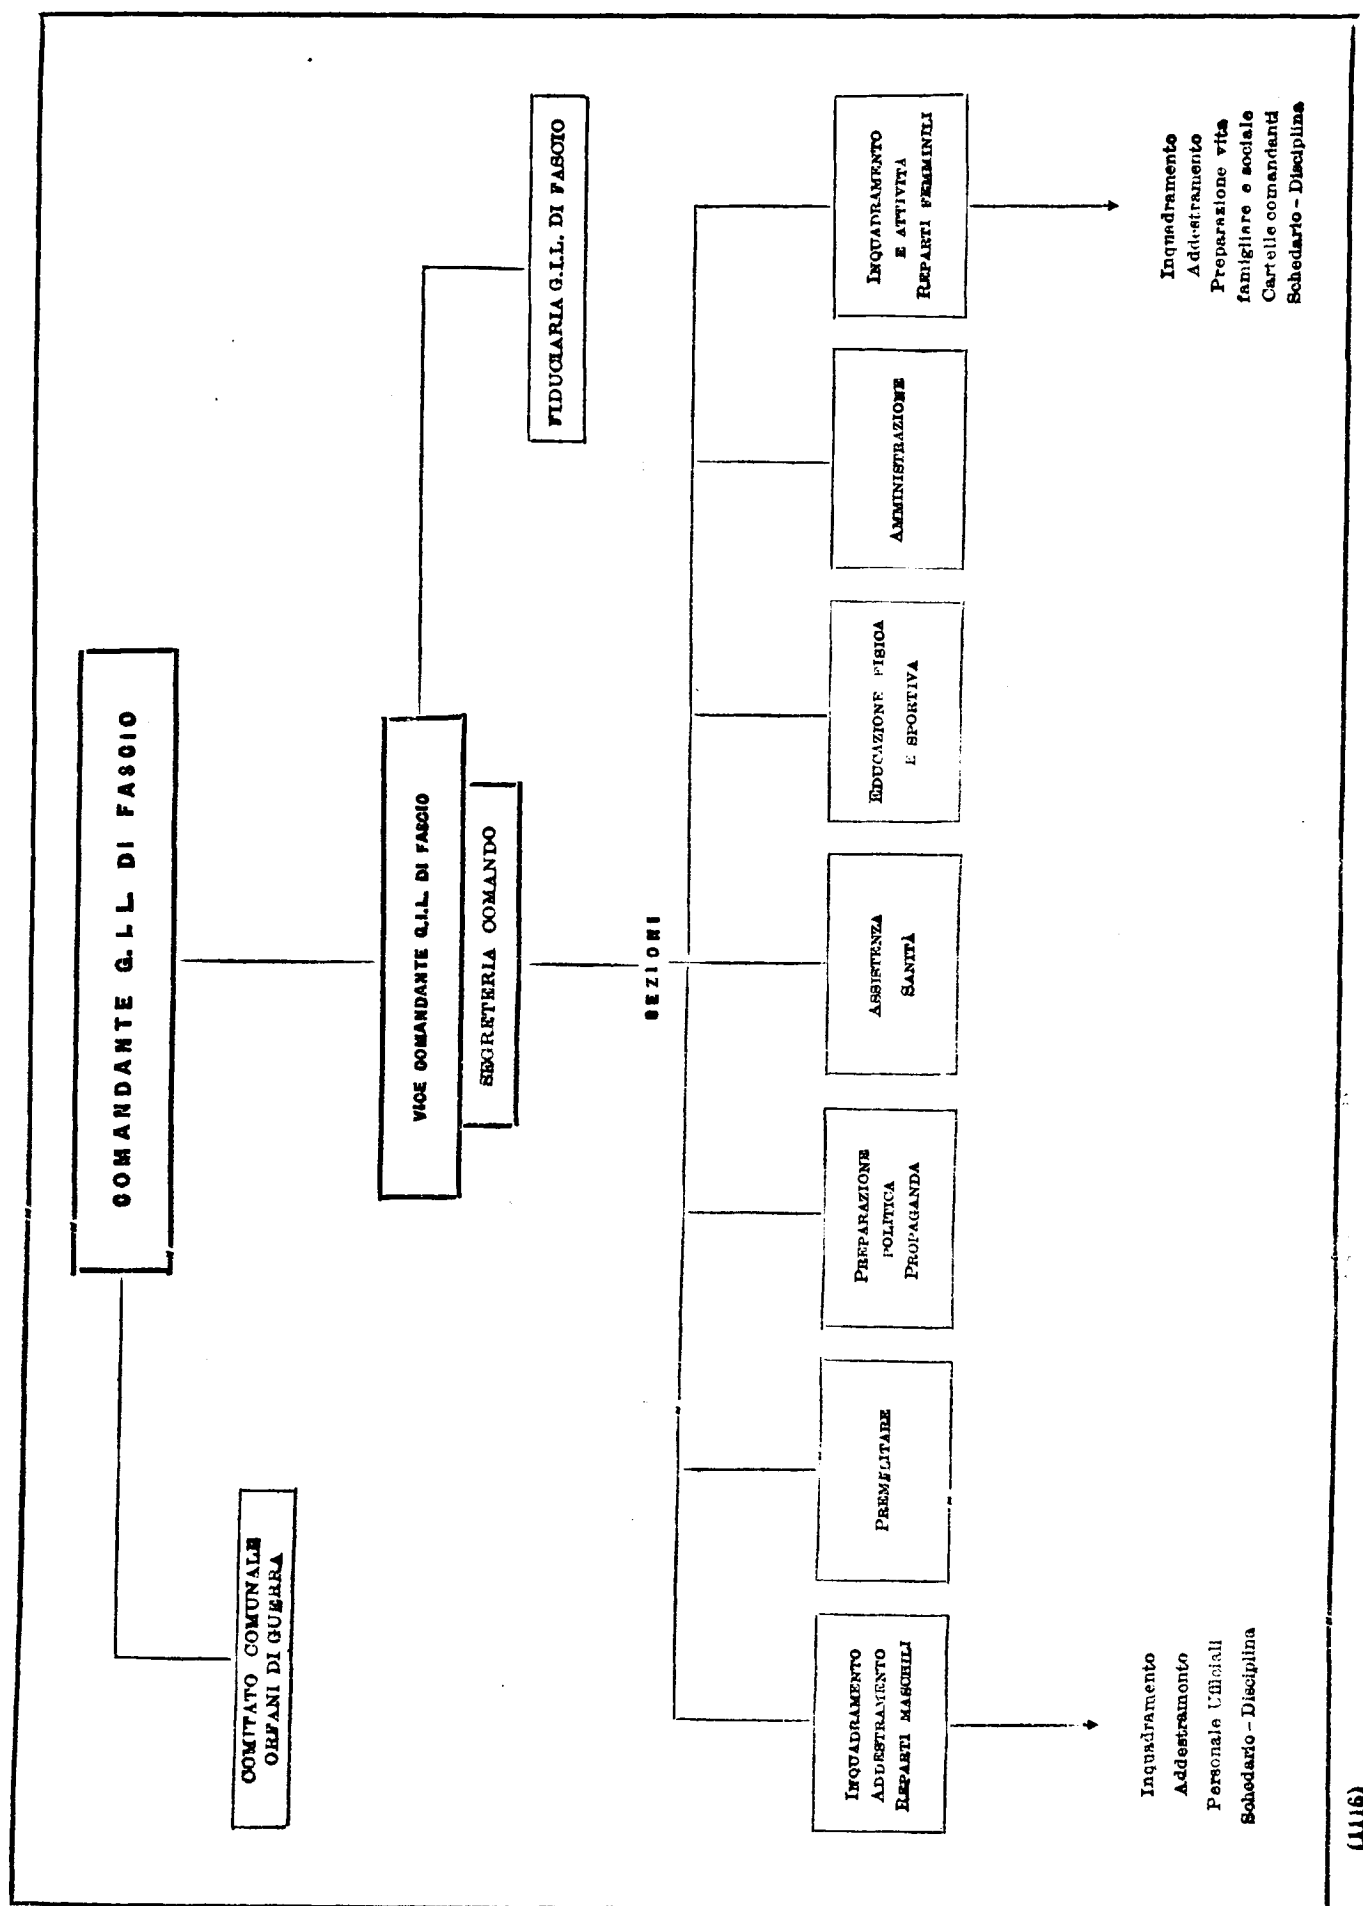 COMANDANTE G.I.L. DI FASCIO
COMITATO COMUNALE
ORFANI DI GUERRA
VICE COMANDANTE G.I.L. DI FASCIO
SEGRETERIA COMANDO
FIDUCIARIA G.I.L. DI FASCIO
SEZIONI
INQUADRAMENTO
ADDESTRAMENTO
REPARTI MASCHILI
PREMILITARE
PREPARAZIONE
POLITICA
PROPAGANDA
ASSISTENZA
SANITÀ
EDUCAZIONE FISICA
E SPORTIVA
AMMINISTRAZIONE
INQUADRAMENTO
E ATTIVITÀ
REPARTI FEMMINILI
Inquadramento
Addestramento
Personale Ufficiali
Schedario - Disciplina
Inquadramento
Addestramento
Preparazione vita
famigliare e sociale
Cartelle comandanti
Schedario - Disciplina
(1116)